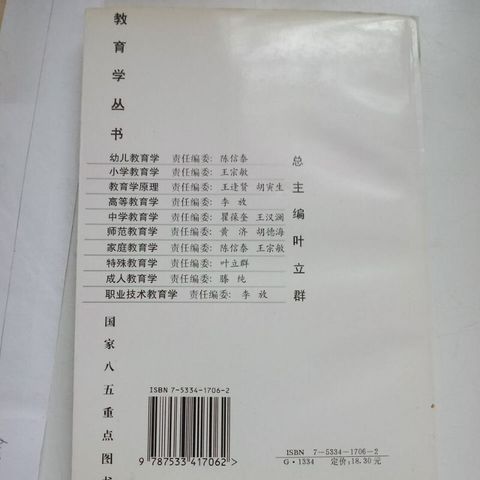 教育学丛书
幼儿教育学 责任编委：陈信泰
小学教育学 责任编委：王宗敏
教育学原理 责任编委：王逢贤 胡寅生
高等教育学 责任编委：李 放
中学教育学 责任编委：瞿葆奎 王汉澜
师范教育学 责任编委：黄 济 胡德海
家庭教育学 责任编委：陈信泰 王宗敏
特殊教育学 责任编委：叶立群
成人教育学 责任编委：滕 纯
职业技术教育学 责任编委：李 放
总主编叶立群
国家八五重点图书
ISBN 7-5334-1706-2
9 787533 417062 >
ISBN 7—5334—1706—2
G·1334 定价:18.30元